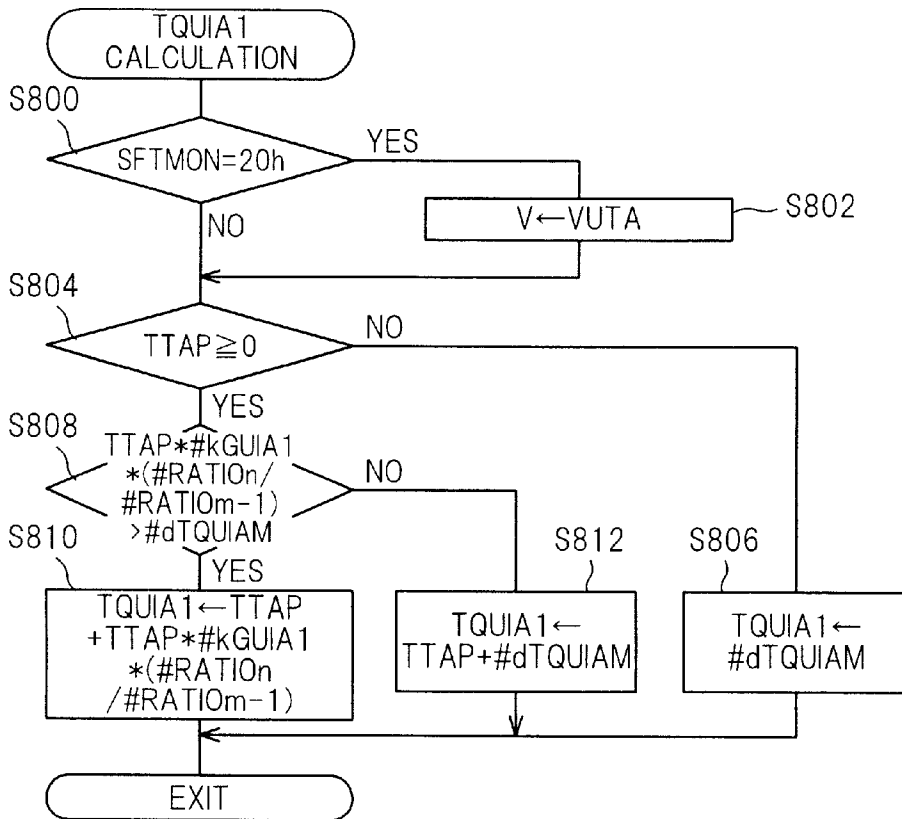 TQUIA1
CALCULATION
S800
SFTMON=20h
YES
NO
V←VUTA
S802
S804
TTAP≧0
NO
YES
S808
TTAP*#kGUIA1
*(#RATIOn/
#RATIOm-1)
>#dTQUIAM
NO
YES
S810
TQUIA1←TTAP
+TTAP*#kGUIA1
*(#RATIOn
/#RATIOm-1)
S812
TQUIA1←
TTAP+#dTQUIAM
S806
TQUIA1←
#dTQUIAM
EXIT